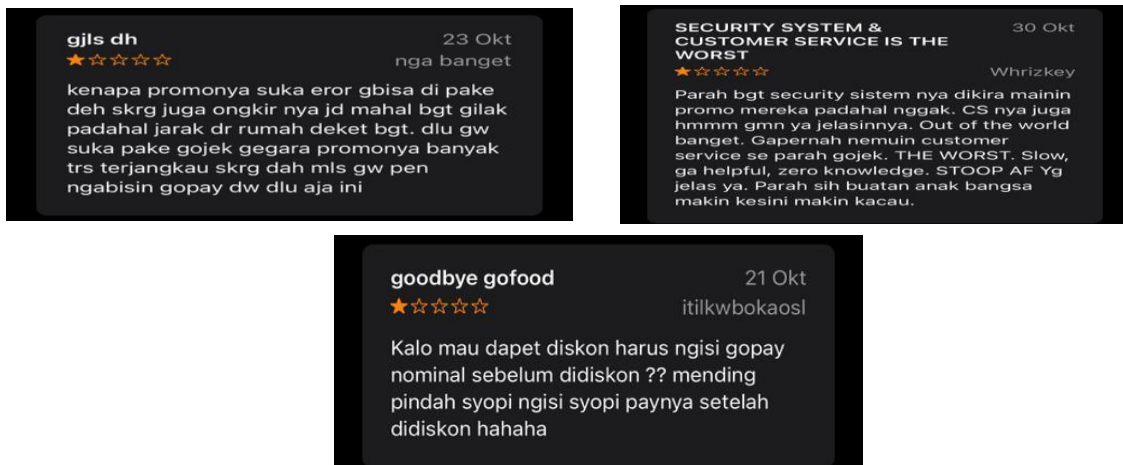 gjls dh 23 Okt
nga banget
kenapa promonya suka eror gbisa di pake
deh skrg juga ongkir nya jd mahal bgt gilak
padahal jarak dr rumah deket bgt. dlu gw
suka pake gojek gegara promonya banyak
trs terjangkau skrg dah mls gw pen
ngabisin gopay dw dlu aja ini
SECURITY SYSTEM & 30 Okt
CUSTOMER SERVICE IS THE
WORST
Whrizkey
Parah bgt security sistem nya dikira mainin
promo mereka padahal nggak. CS nya juga
hmmm gmn ya jelasinnya. Out of the world
banget. Gapernah nemuin customer
service se parah gojek. THE WORST. Slow,
ga helpful, zero knowledge. STOOP AF Yg
jelas ya. Parah sih buatan anak bangsa
makin kesini makin kacau.
goodbye gofood 21 Okt
itilkwbokaosl
Kalo mau dapet diskon harus ngisi gopay
nominal sebelum didiskon ?? mending
pindah syopi ngisi syopi paynya setelah
didiskon hahaha